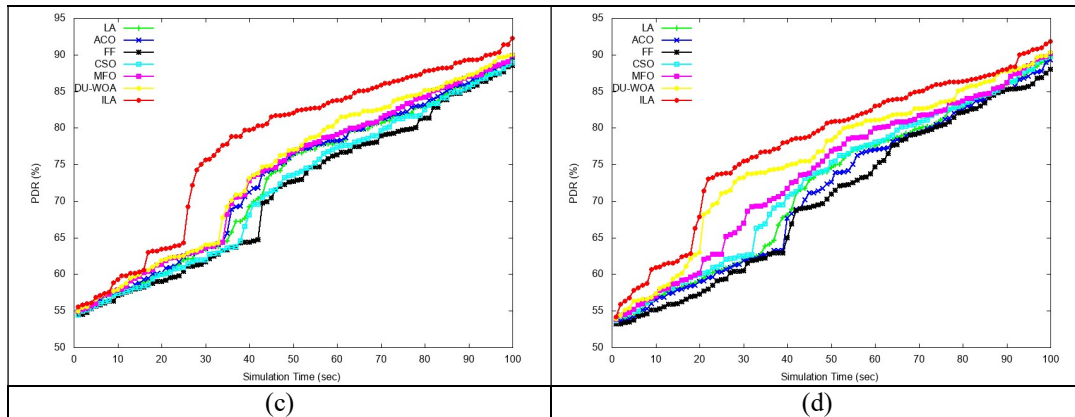 95
90
85
80
75
70
65
60
55
50
PDR (%)
LA
ACO
FF
CSO
MFO
DU-WOA
ILA
0 10 20 30 40 50 60 70 80 90 100
Simulation Time (sec)
(c)
95
90
85
80
75
70
65
60
55
50
PDR (%)
LA
ACO
FF
CSO
MFO
DU-WOA
ILA
0 10 20 30 40 50 60 70 80 90 100
Simulation Time (sec)
(d)